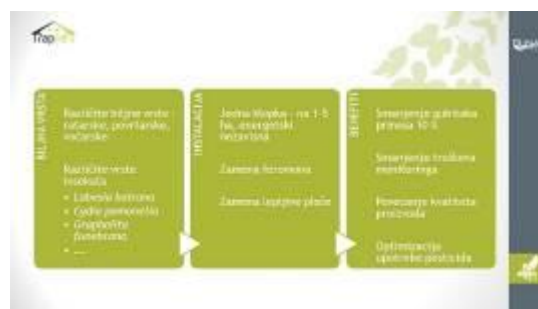 Trap
BILJNA VRSTA
Različite biljne vrste
ratarske, povrtarske,
voćarske
Različite vrste
insekata
• Lobesia botrana
• Cydia pomonella
• Grapholita
funebrana
• ...
INSTALACIJA
Jedna klopka - na 1-5
ha, energetski
nezavisna
Zamena feromona
Zamena lepljive ploče
BENEFITI
Smanjenje gubitaka
prinosa 10 %
Smanjenje troškova
monitoringa
Povećanje kvaliteta
proizvoda
Optimizacija
upotrebe pesticida